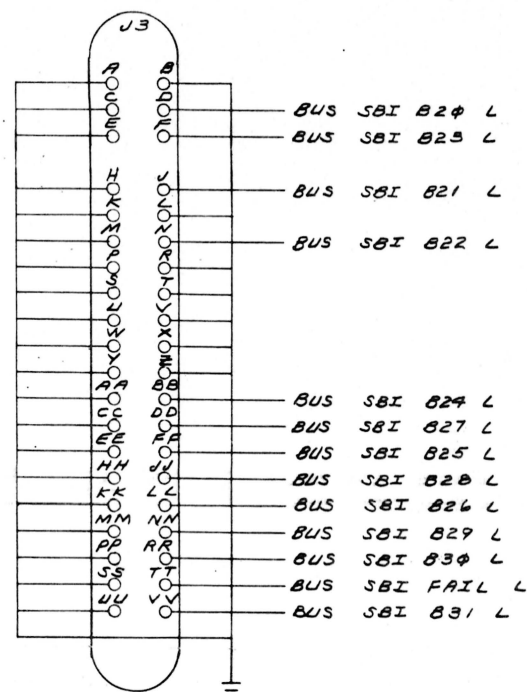 J3
A B
C D BUS SBI B2Ø L
E F BUS SBI B23 L
H J BUS SBI B21 L
K L
M N BUS SBI B22 L
P R
S T
U V
W X
Y Z
AA BB BUS SBI B24 L
CC DD BUS SBI B27 L
EE FF BUS SBI B25 L
HH JJ BUS SBI B28 L
KK LL BUS SBI B26 L
MM NN BUS SBI B29 L
PP RR BUS SBI B3Ø L
SS TT BUS SBI FAIL L
UU VV BUS SBI B31 L